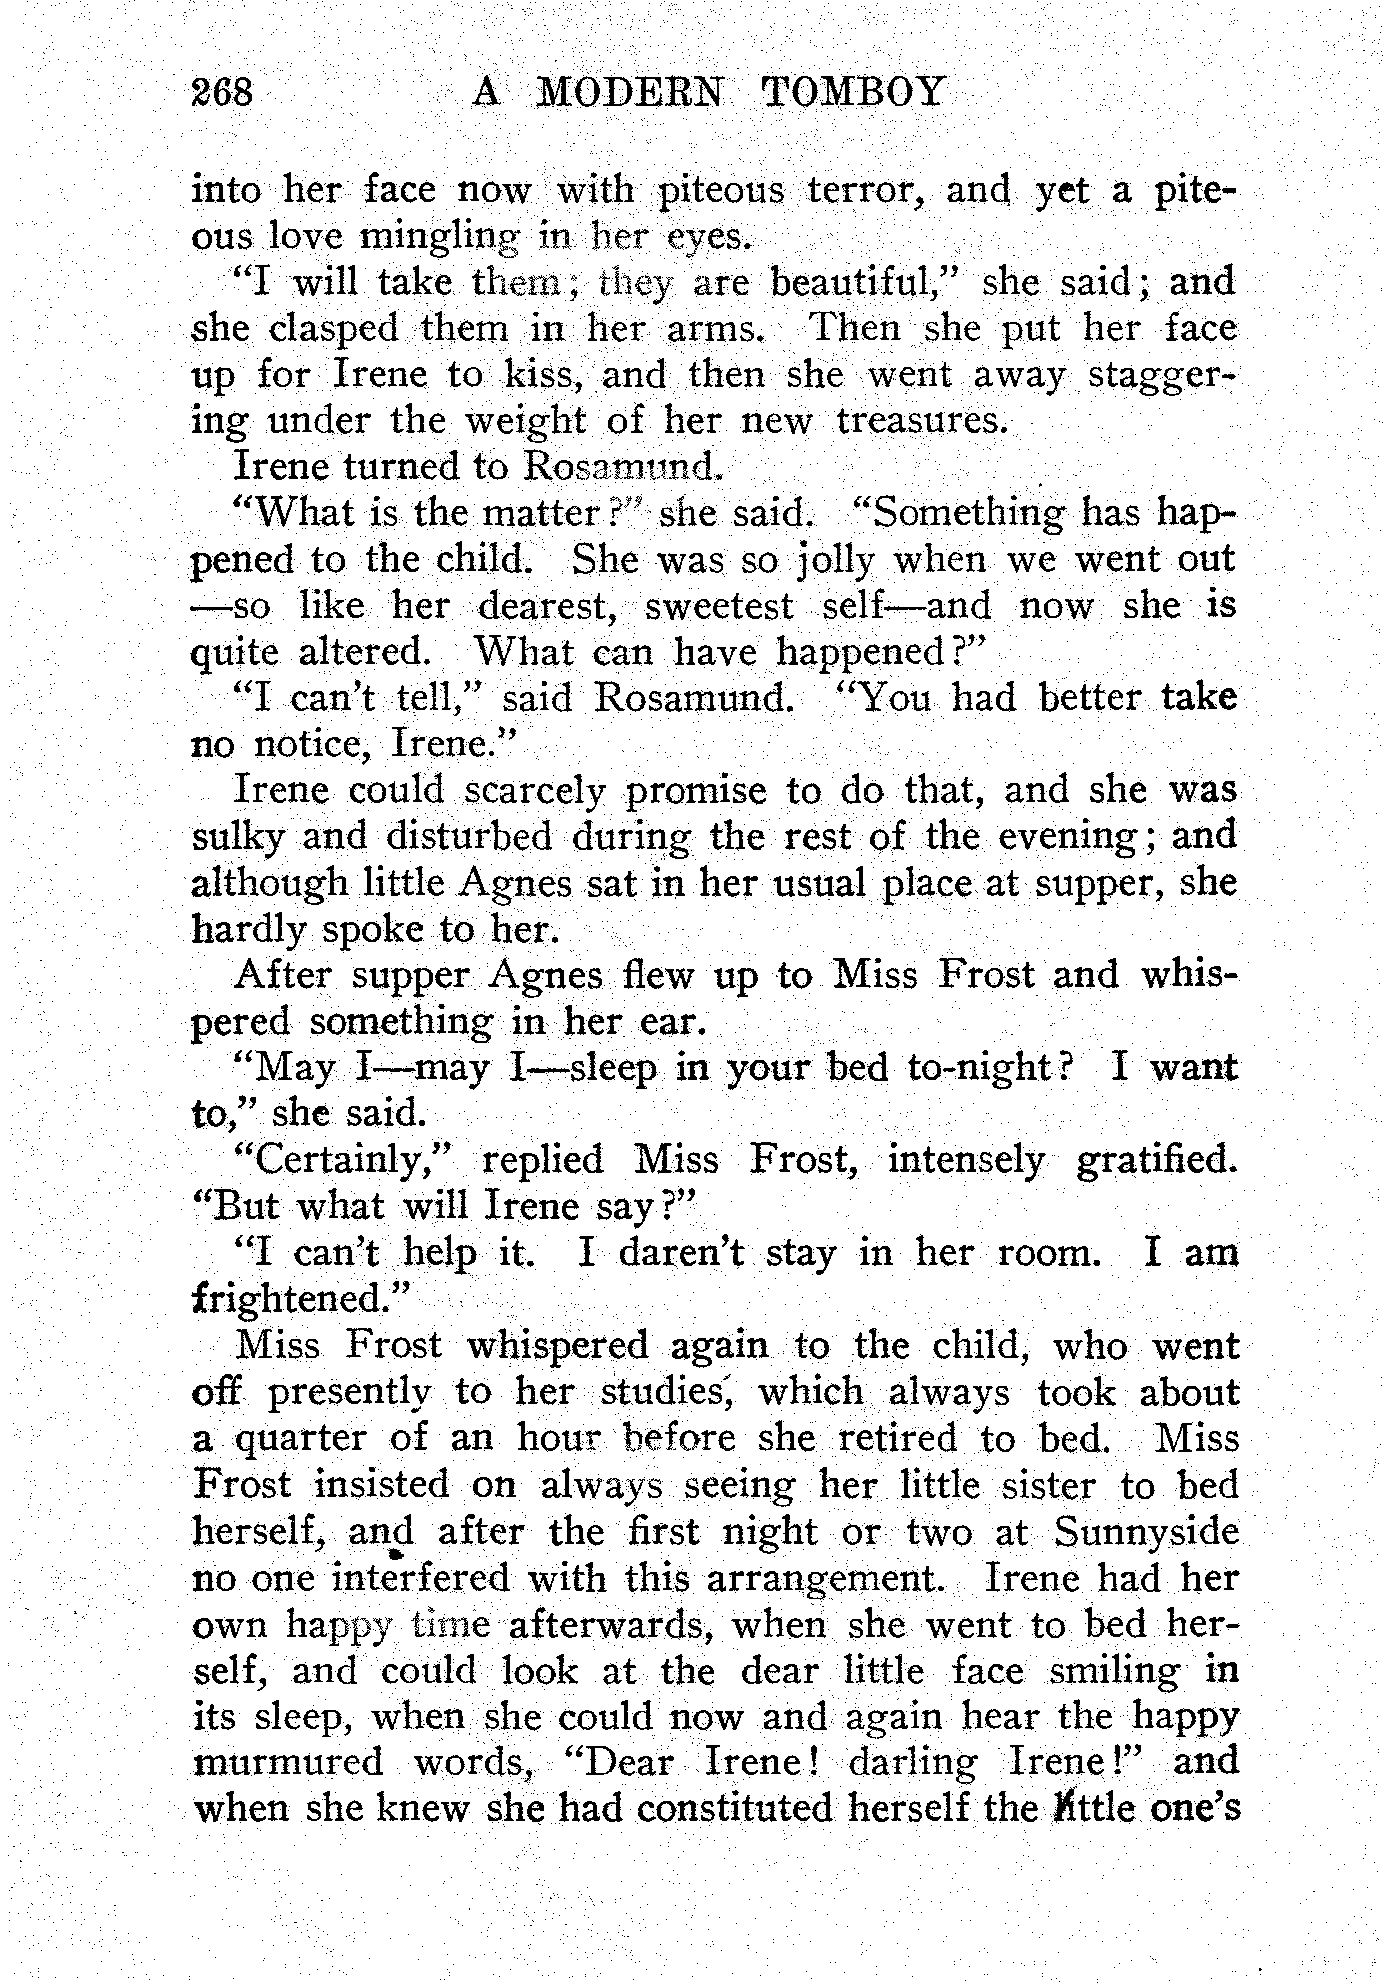 268 A MODERN TOMBOY
into her face now with piteous terror, and yet a pite-
ous love mingling in her eyes.
"I will take them; they are beautiful," she said; and
she clasped them in her arms. Then she put her face
up for Irene to kiss, and then she went away stagger-
ing under the weight of her new treasures.
Irene turned to Rosamund.
"What is the matter?" she said. "Something has hap-
pened to the child. She was so jolly when we went out
—so like her dearest, sweetest self—and now she is
quite altered. What can have happened?"
"I can't tell," said Rosamund. "You had better take
no notice, Irene."
Irene could scarcely promise to do that, and she was
sulky and disturbed during the rest of the evening; and
although little Agnes sat in her usual place at supper, she
hardly spoke to her.
After supper Agnes flew up to Miss Frost and whis-
pered something in her ear.
"May I—may I—sleep in your bed to-night? I want
to," she said.
"Certainly," replied Miss Frost, intensely gratified.
"But what will Irene say?"
"I can't help it. I daren't stay in her room. I am
frightened."
Miss Frost whispered again to the child, who went
off presently to her studies, which always took about
a quarter of an hour before she retired to bed. Miss
Frost insisted on always seeing her little sister to bed
herself, and after the first night or two at Sunnyside
no one interfered with this arrangement. Irene had her
own happy time afterwards, when she went to bed her-
self, and could look at the dear little face smiling in
its sleep, when she could now and again hear the happy
murmured words, "Dear Irene! darling Irene!" and
when she knew she had constituted herself the little one's